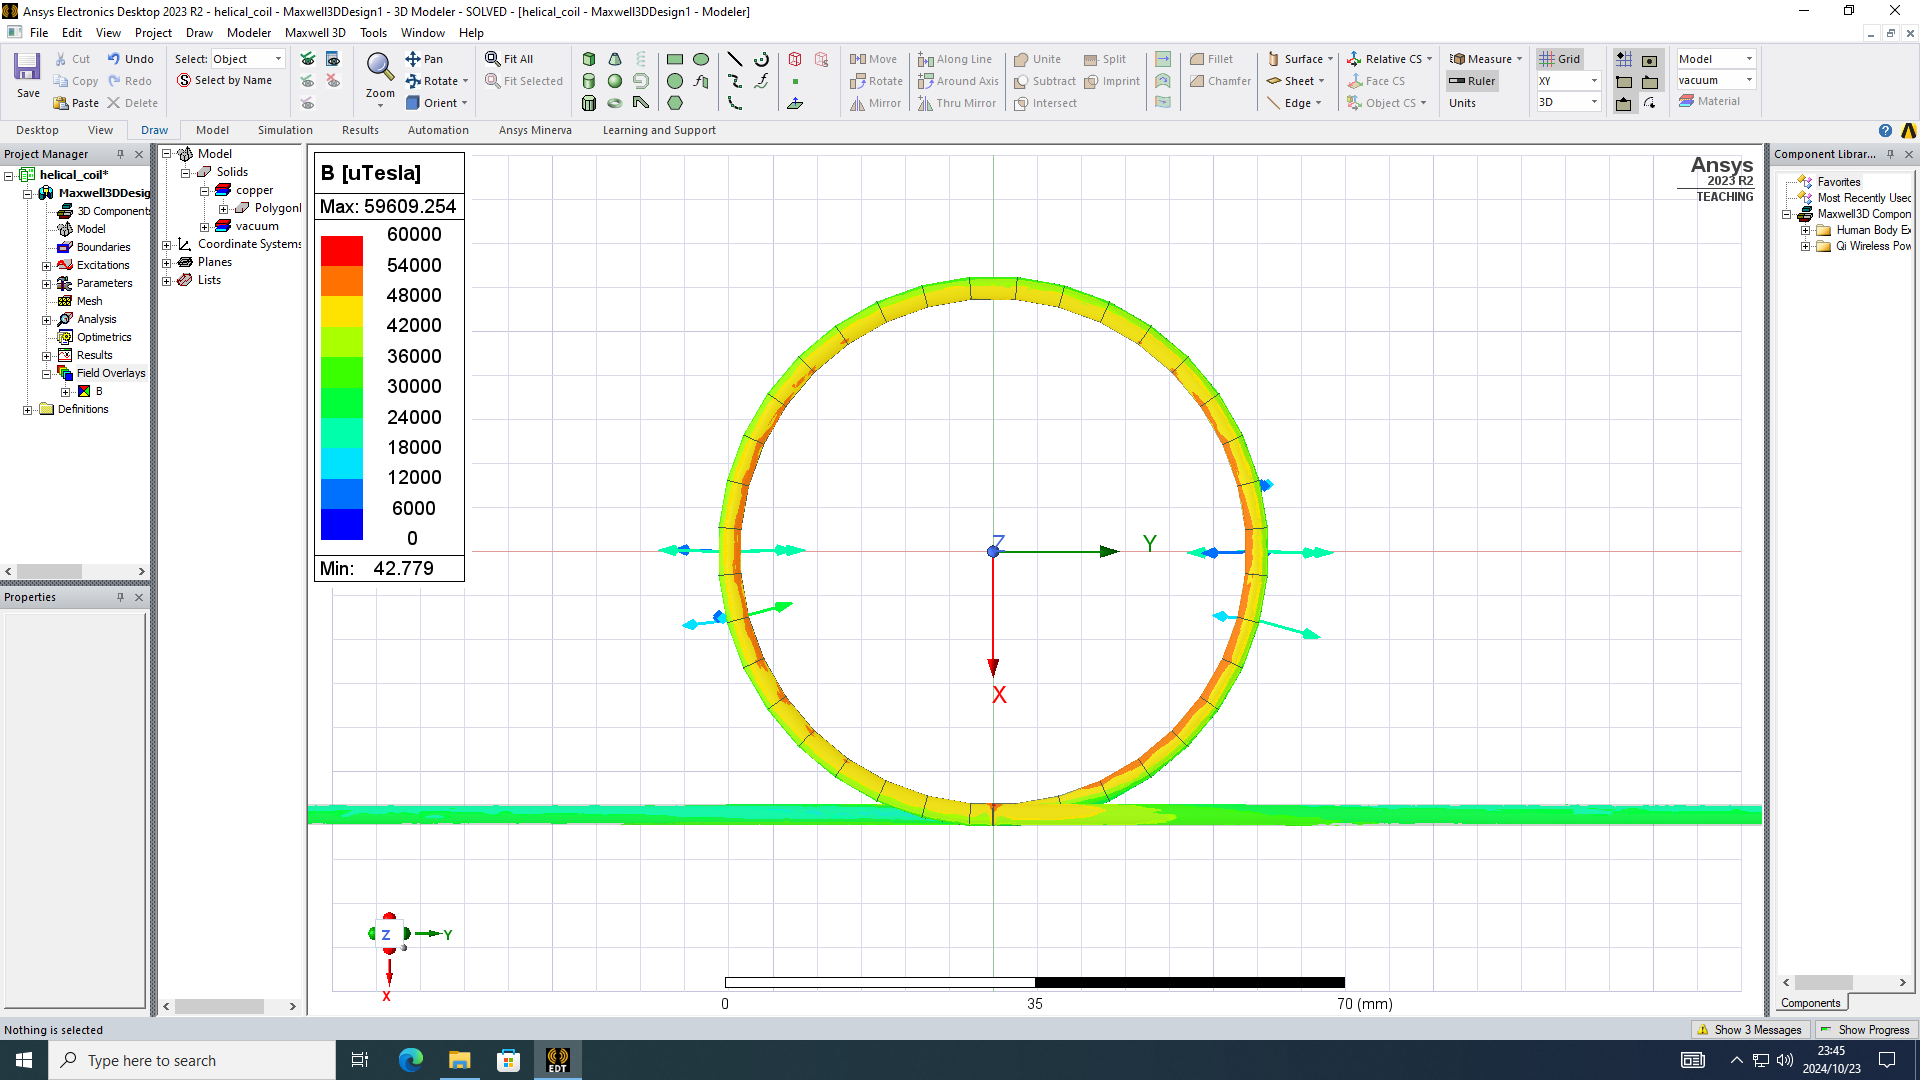 Ansys Electronics Desktop 2023 R2 - helical_coil - Maxwell3DDesign1 - 3D Modeler - SOLVED - [helical_coil - Maxwell3DDesign1 - Modeler]
File Edit View Project Draw Modeler Maxwell 3D Tools Window Help
Save
Cut
Copy
Paste
Undo
Redo
Delete
Select: Object
Select by Name
Zoom
Pan
Rotate
Orient
Fit All
Fit Selected
Move
Rotate
Mirror
Along Line
Around Axis
Thru Mirror
Unite
Subtract
Intersect
Split
Imprint
Fillet
Chamfer
Surface
Sheet
Edge
Relative CS
Face CS
Object CS
Measure
Ruler
Units
Grid
XY
3D
Model
vacuum
Material
Desktop View Draw Model Simulation Results Automation Ansys Minerva Learning and Support
Project Manager
helical_coil*
Maxwell3DDesig
3D Component
Model
Boundaries
Excitations
Parameters
Mesh
Analysis
Optimetrics
Results
Field Overlays
B
Definitions
Properties
Model
Solids
copper
Polygon
vacuum
Coordinate Systems
Planes
Lists
B [uTesla]
Max: 59609.254
60000
54000
48000
42000
36000
30000
24000
18000
12000
6000
0
Min: 42.779
Ansys
2023 R2
TEACHING
Z
Y
X
Z
Y
X
0 35 70 (mm)
Component Librar...
Favorites
Most Recently Used
Maxwell3D Compon
Human Body Ex
Qi Wireless Pow
Components
Nothing is selected
Show 3 Messages
Show Progress
Type here to search
EDT
23:45
2024/10/23